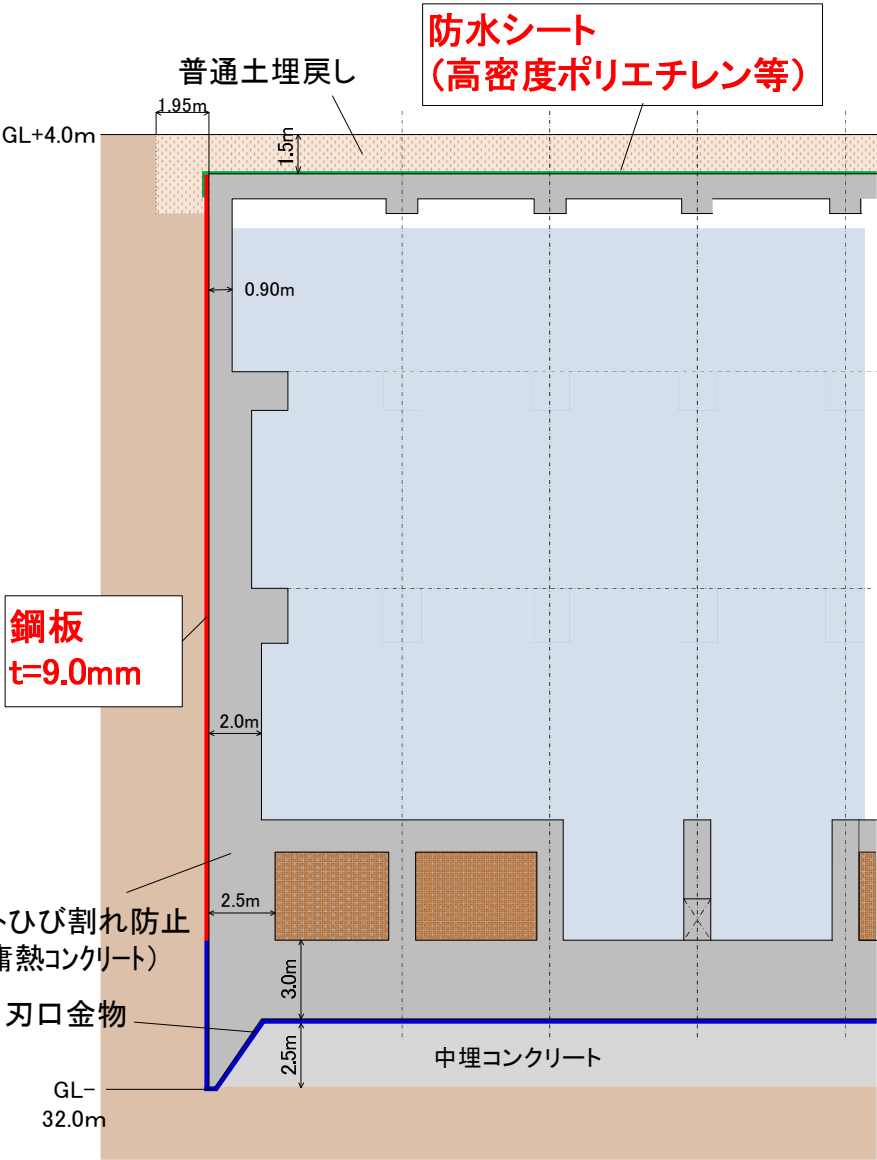 防水シート
(高密度ポリエチレン等)
普通土埋戻し
1.95m
GL+4.0m
1.5m
0.90m
鋼板
t=9.0mm
2.0m
2.5m
ひび割れ防止
熱コンクリート)
3.0m
刃口金物
2.5m
中埋コンクリート
GL-
32.0m